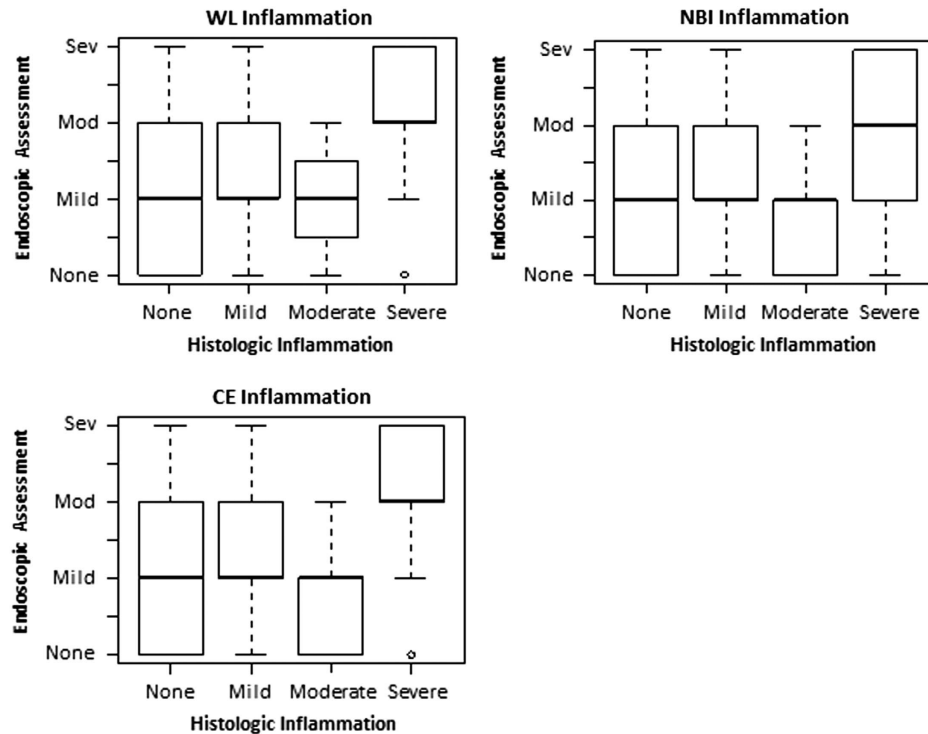 WL Inflammation
Endoscopic Assessment
Sev
Mod
Mild
None
None Mild Moderate Severe
Histologic Inflammation
NBI Inflammation
Endoscopic Assessment
Sev
Mod
Mild
None
None Mild Moderate Severe
Histologic Inflammation
CE Inflammation
Endoscopic Assessment
Sev
Mod
Mild
None
None Mild Moderate Severe
Histologic Inflammation